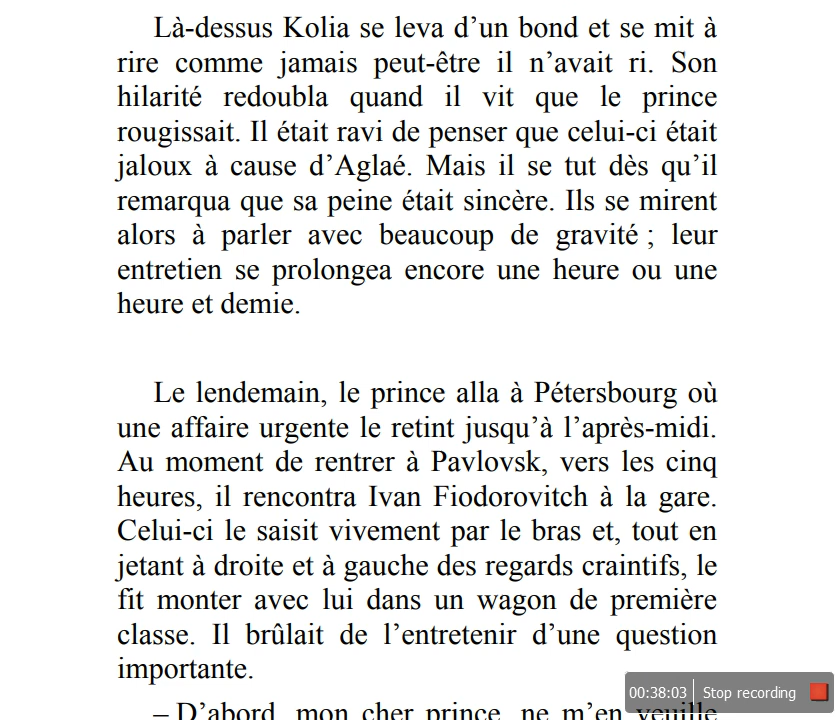 Là-dessus Kolia se leva d’un bond et se mit à
rire comme jamais peut-être il n’avait ri. Son
hilarité redoubla quand il vit que le prince
rougissait. Il était ravi de penser que celui-ci était
jaloux à cause d’Aglaé. Mais il se tut dès qu’il
remarqua que sa peine était sincère. Ils se mirent
alors à parler avec beaucoup de gravité ; leur
entretien se prolongea encore une heure ou une
heure et demie.
Le lendemain, le prince alla à Pétersbourg où
une affaire urgente le retint jusqu’à l’après-midi.
Au moment de rentrer à Pavlovsk, vers les cinq
heures, il rencontra Ivan Fiodorovitch à la gare.
Celui-ci le saisit vivement par le bras et, tout en
jetant à droite et à gauche des regards craintifs, le
fit monter avec lui dans un wagon de première
classe. Il brûlait de l’entretenir d’une question
importante.
– D’abord, mon cher prince, ne m’en veuille
00:38:03 Stop recording